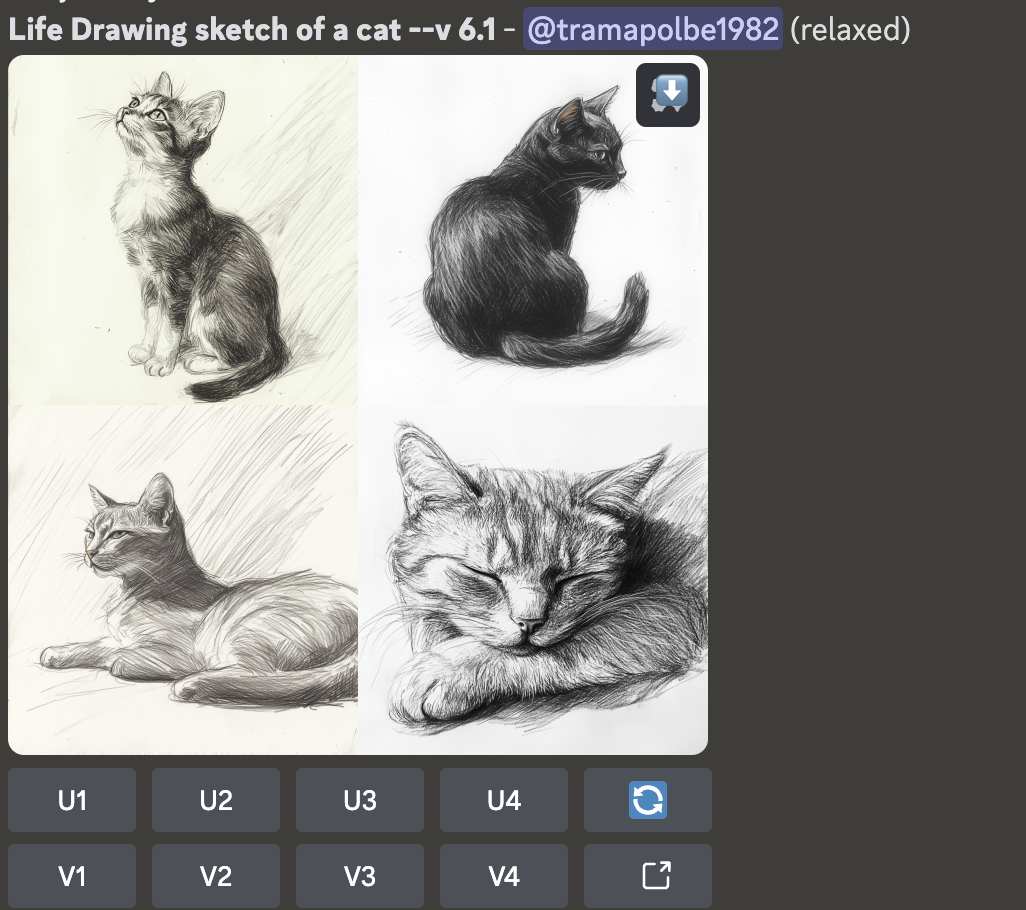 Life Drawing sketch of a cat --v 6.1 - @tramapolbe1982 (relaxed)
U1 U2 U3 U4
V1 V2 V3 V4